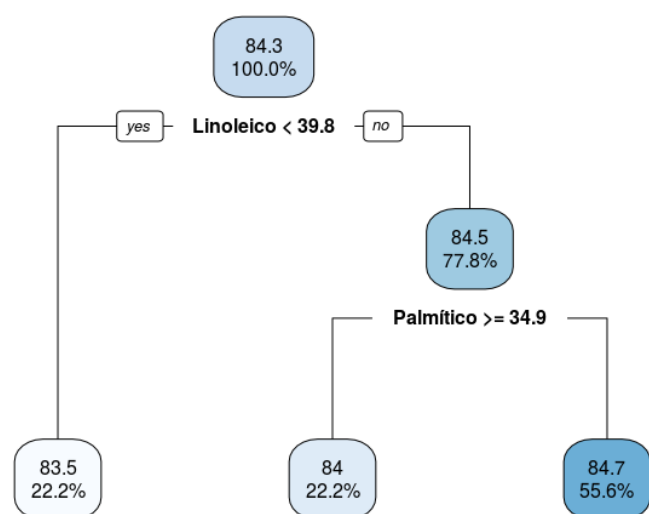 84.3
100.0%
yes
Linoleico < 39.8
no
84.5
77.8%
Palmítico >= 34.9
83.5
22.2%
84
22.2%
84.7
55.6%